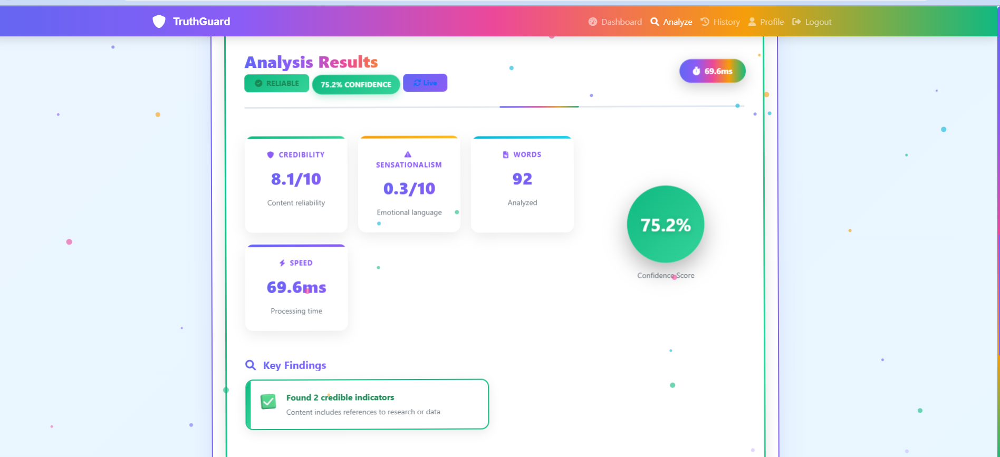 TruthGuard
Dashboard Analyze History Profile Logout
Analysis Results
69.6ms
RELIABLE 75.2% CONFIDENCE Live
CREDIBILITY
8.1/10
Content reliability
SENSATIONALISM
0.3/10
Emotional language
WORDS
92
Analyzed
75.2%
Confidence Score
SPEED
69.6ms
Processing time
Key Findings
Found 2 credible indicators
Content includes references to research or data